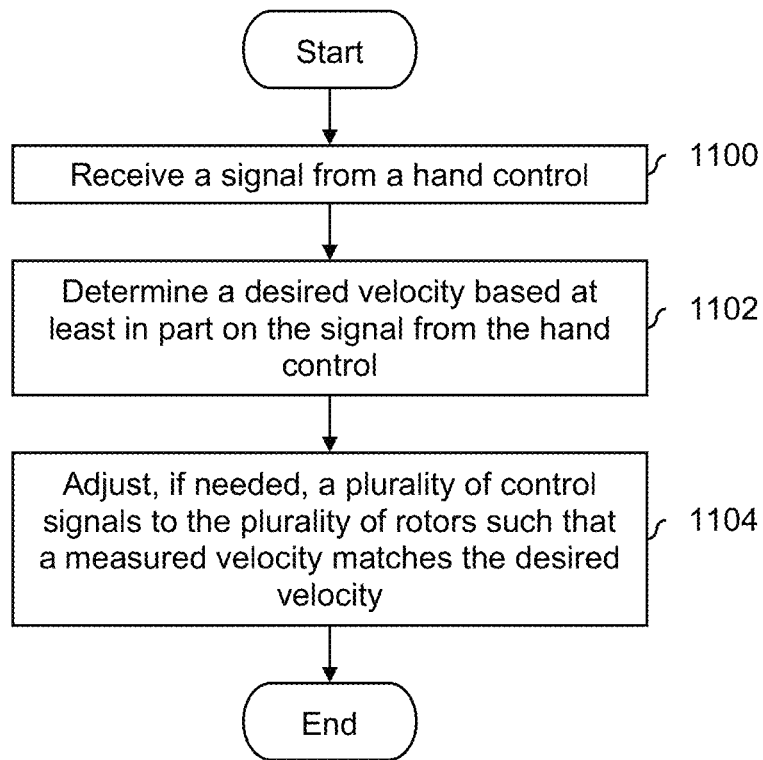 Start
Receive a signal from a hand control
1100
Determine a desired velocity based at
least in part on the signal from the hand
control
1102
Adjust, if needed, a plurality of control
signals to the plurality of rotors such that
a measured velocity matches the desired
velocity
1104
End